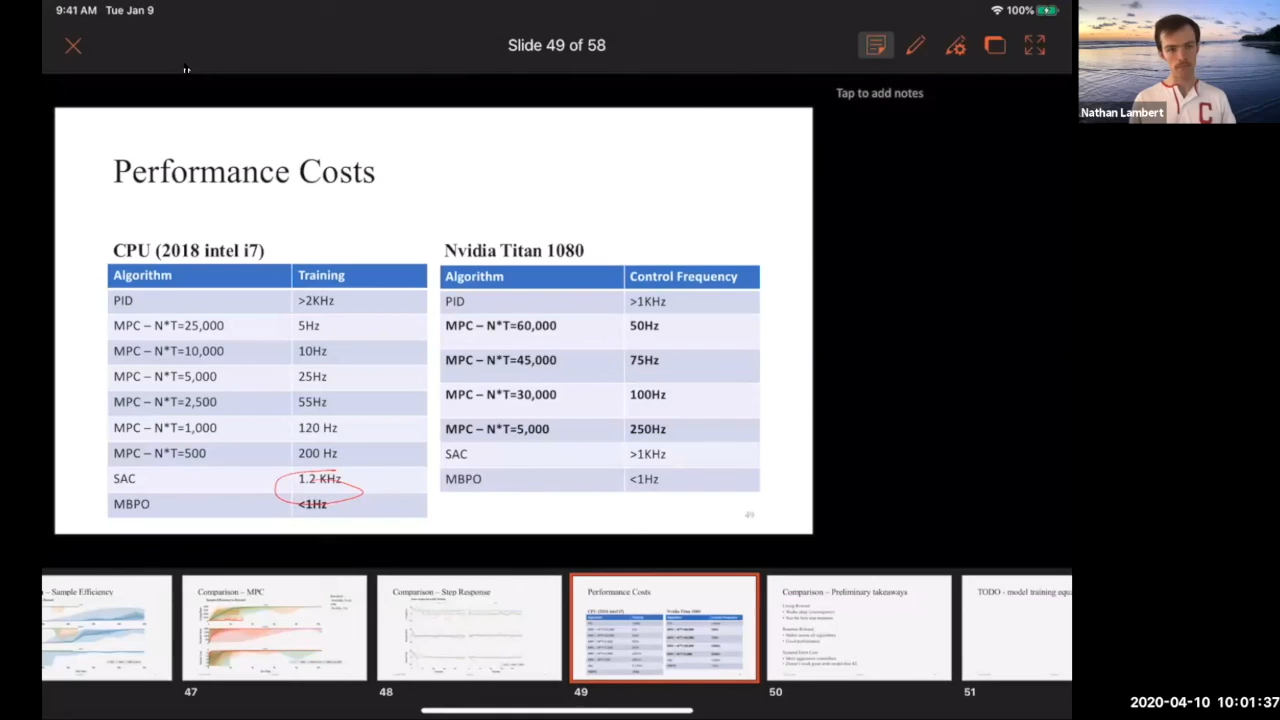 9:41 AM Tue Jan 9
100%
Slide 49 of 58
Tap to add notes
Nathan Lambert
Performance Costs
CPU (2018 intel i7)
Algorithm Training
PID >2KHz
MPC – N*T=25,000 5Hz
MPC – N*T=10,000 10Hz
MPC – N*T=5,000 25Hz
MPC – N*T=2,500 55Hz
MPC – N*T=1,000 120 Hz
MPC – N*T=500 200 Hz
SAC 1.2 KHz
MBPO <1Hz
Nvidia Titan 1080
Algorithm Control Frequency
PID >1KHz
MPC – N*T=60,000 50Hz
MPC – N*T=45,000 75Hz
MPC – N*T=30,000 100Hz
MPC – N*T=5,000 250Hz
SAC >1KHz
MBPO <1Hz
49
– Sample Efficiency
Comparison – MPC
Comparison – Step Response
Performance Costs
Comparison – Preliminary takeaways
TODO - model training equ
47
48
49
50
51
2020-04-10 10:01:37
C